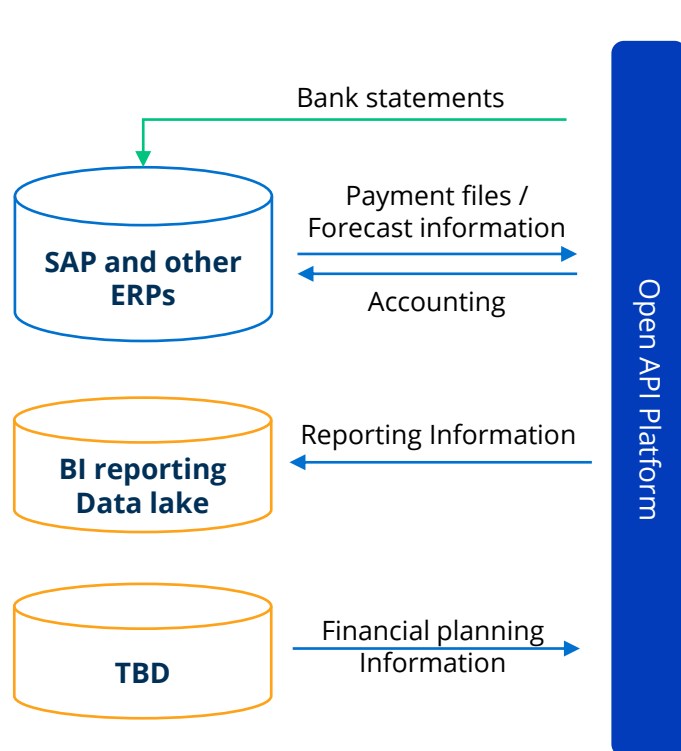 Bank statements
Payment files /
Forecast information
SAP and other
ERPs
Accounting
Open API Platform
Reporting Information
BI reporting
Data lake
Financial planning
Information
TBD